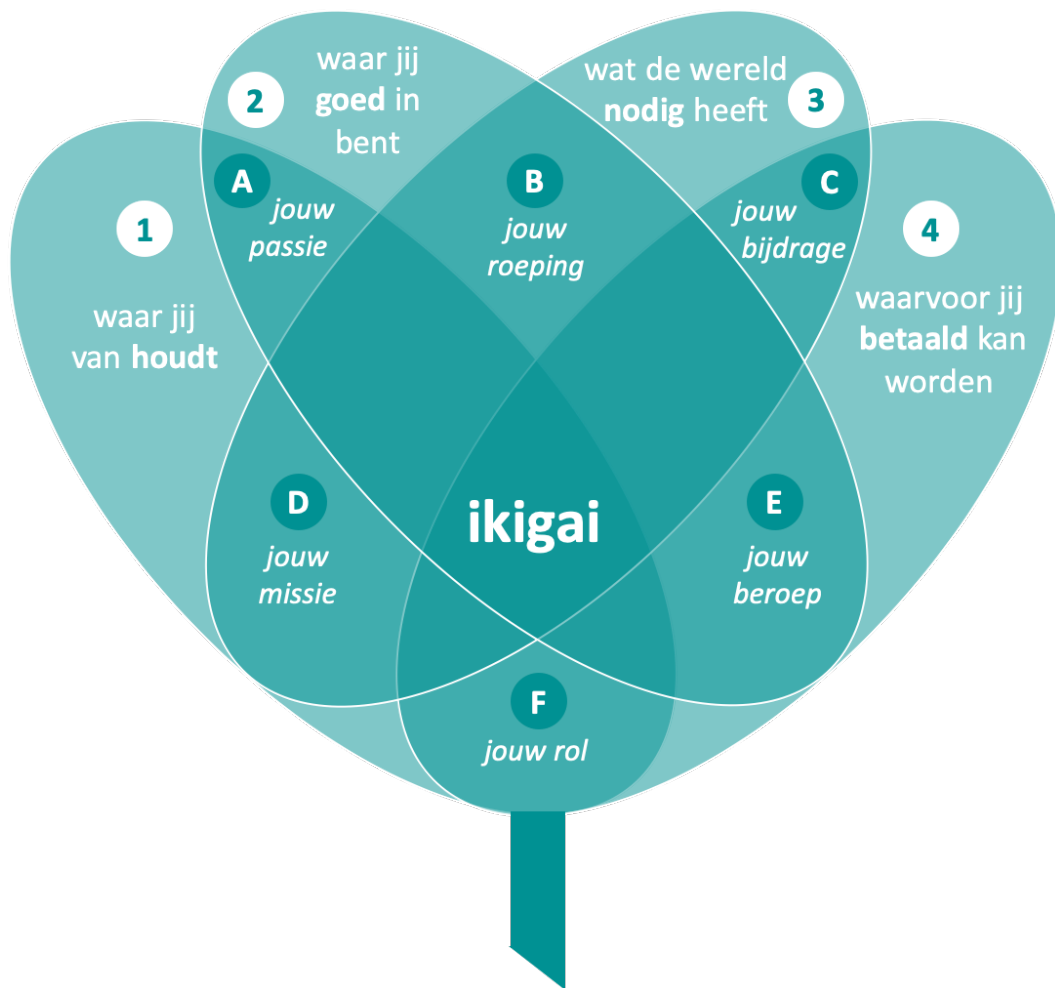 2
waar jij
goed in
bent
wat de wereld
nodig heeft
3
A
jouw
passie
B
jouw
roeping
C
jouw
bijdrage
1
waar jij
van houdt
4
waarvoor jij
betaald kan
worden
D
jouw
missie
ikigai
E
jouw
beroep
F
jouw rol